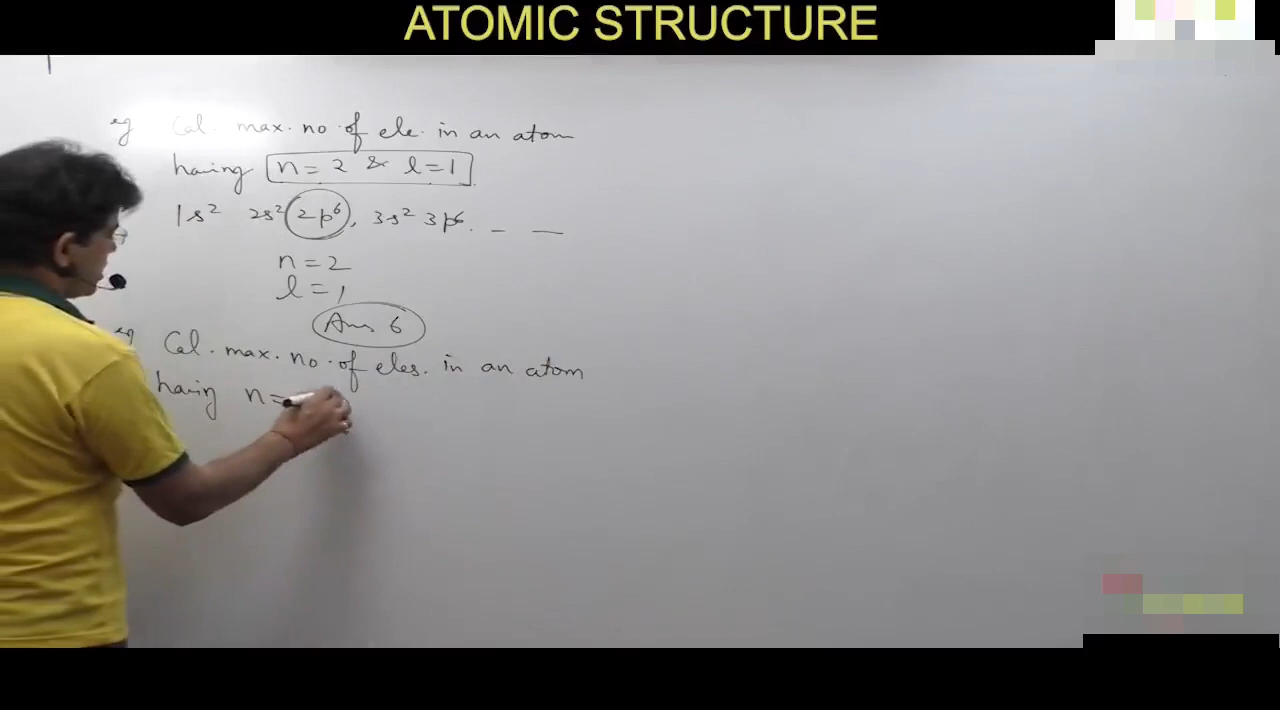 ATOMIC STRUCTURE
eg Cal. max. no. of ele. in an atom
having n = 2 & l = 1
1s² 2s² 2p⁶, 3s² 3p⁶. _ _
n = 2
l = 1
Ans 6
eg Cal. max. no. of eles. in an atom
having n =